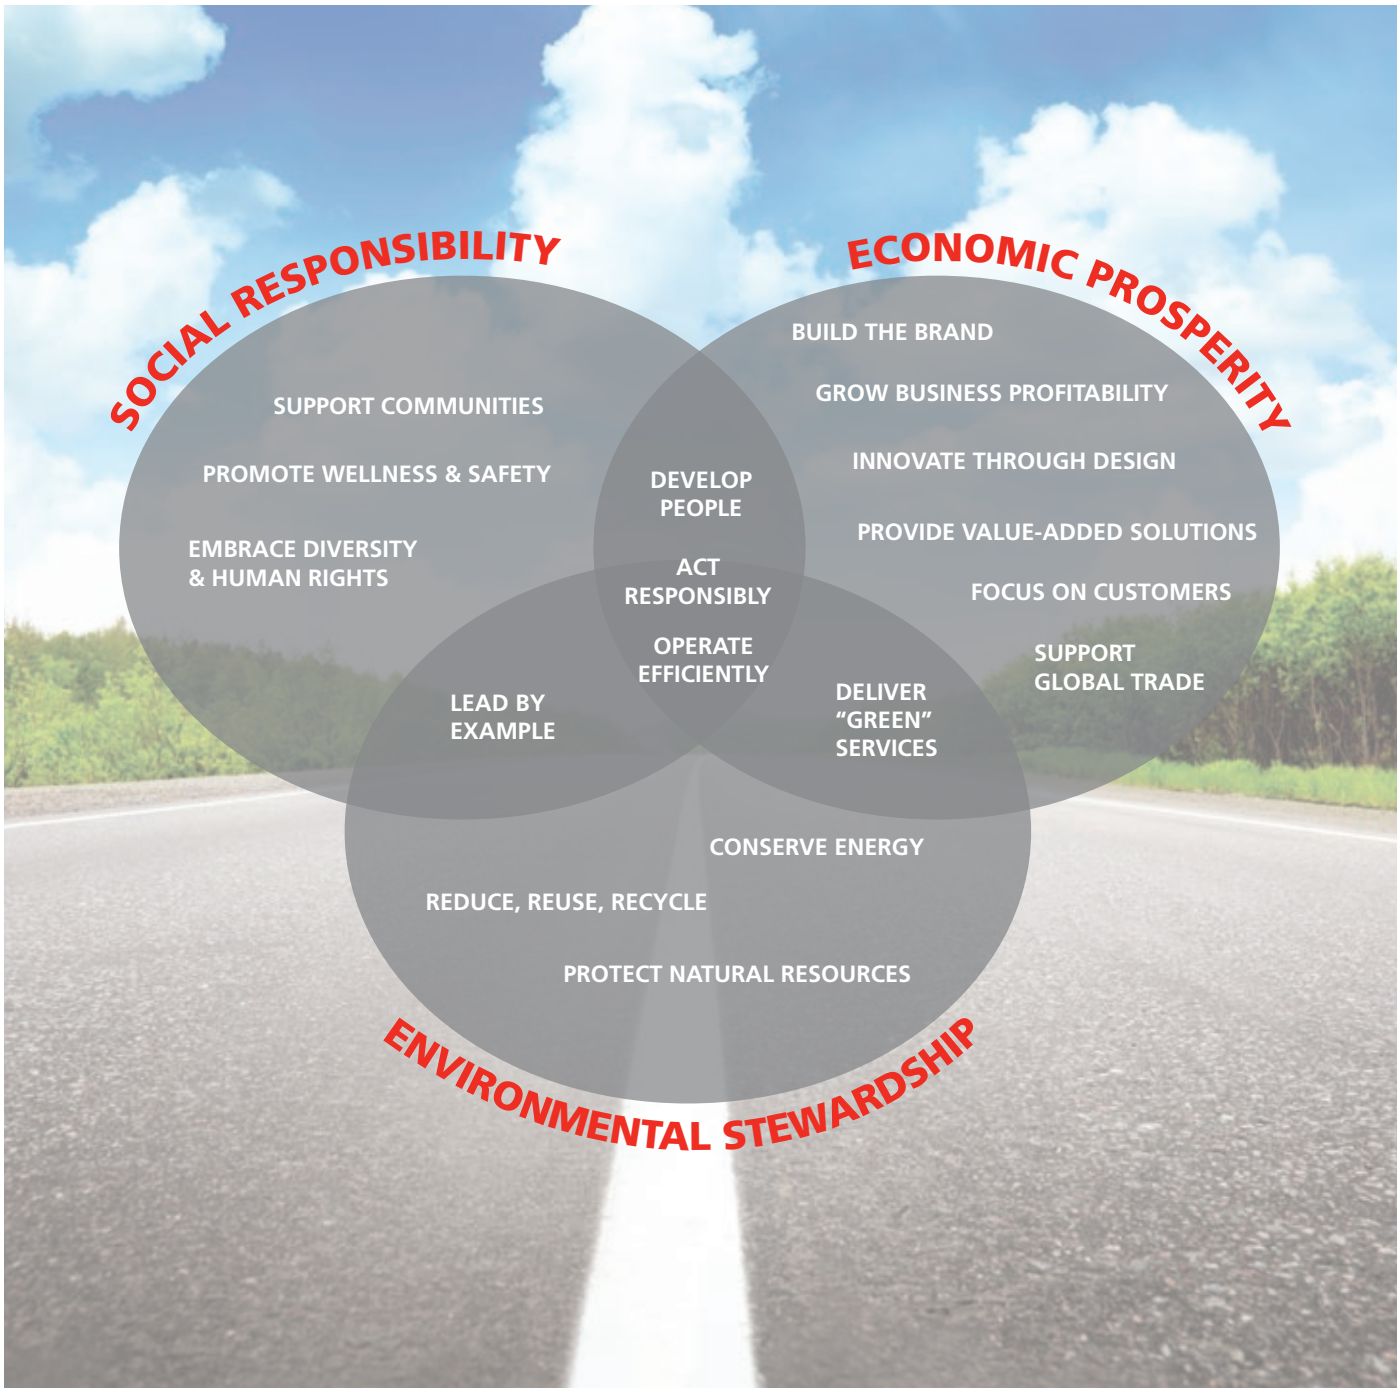 SOCIAL RESPONSIBILITY
ECONOMIC PROSPERITY
SUPPORT COMMUNITIES
PROMOTE WELLNESS & SAFETY
EMBRACE DIVERSITY
& HUMAN RIGHTS
BUILD THE BRAND
GROW BUSINESS PROFITABILITY
INNOVATE THROUGH DESIGN
PROVIDE VALUE-ADDED SOLUTIONS
FOCUS ON CUSTOMERS
SUPPORT
GLOBAL TRADE
DEVELOP
PEOPLE
ACT
RESPONSIBLY
OPERATE
EFFICIENTLY
LEAD BY
EXAMPLE
DELIVER
“GREEN”
SERVICES
CONSERVE ENERGY
REDUCE, REUSE, RECYCLE
PROTECT NATURAL RESOURCES
ENVIRONMENTAL STEWARDSHIP